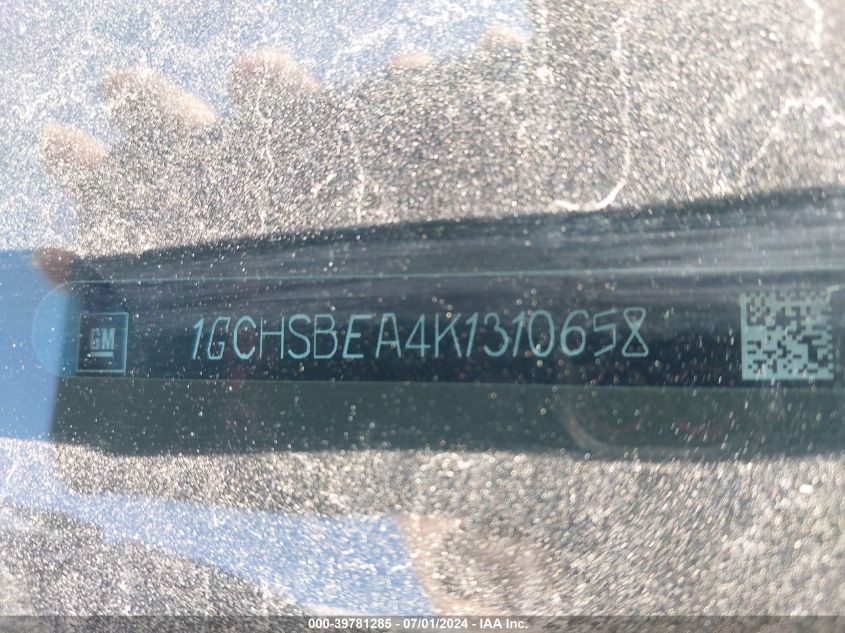 GM 1GCHSBEA4K1310658
000-39781285 - 07/01/2024 - IAA Inc.